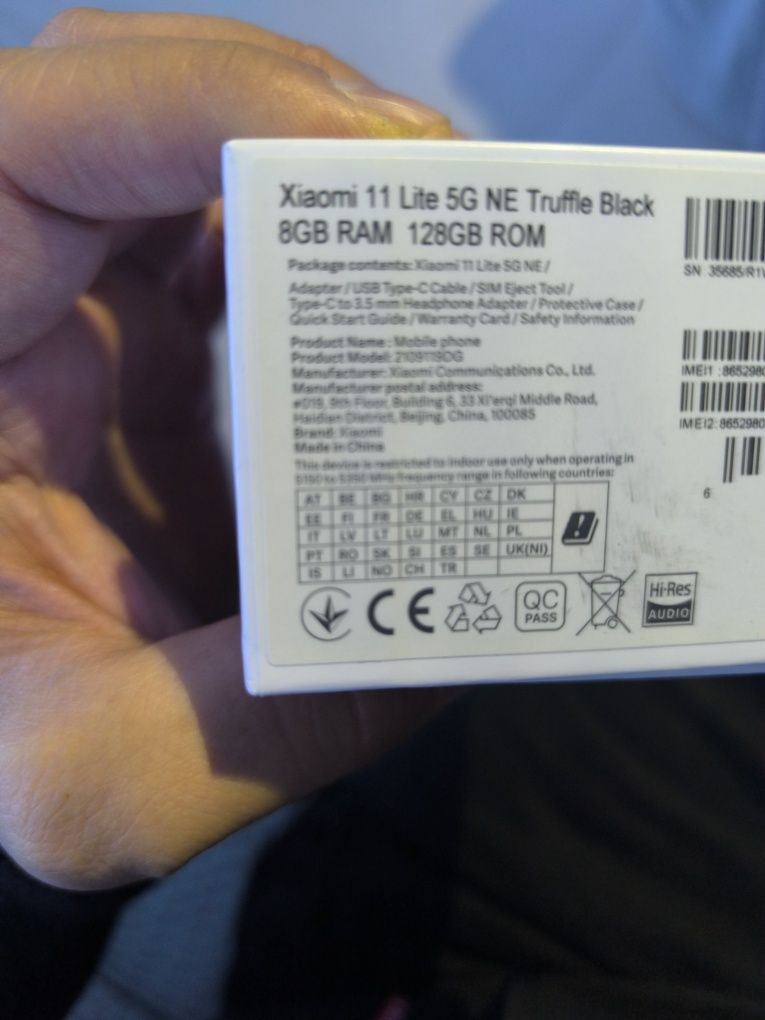 Xiaomi 11 Lite 5G NE Truffle Black
8GB RAM 128GB ROM
Package contents: Xiaomi 11 Lite 5G NE /
Adapter / USB Type-C Cable / SIM Eject Tool /
Type-C to 3.5 mm Headphone Adapter / Protective Case /
Quick Start Guide / Warranty Card / Safety Information
Product Name : Mobile phone
Product Model: 2109119DG
Manufacturer: Xiaomi Communications Co., Ltd.
Manufacturer postal address:
#019, 9th Floor, Building 6, 33 Xi'erqi Middle Road,
Haidian District, Beijing, China, 100085
Brand: Xiaomi
Made in China
This device is restricted to indoor use only when operating in
5150 to 5350 MHz frequency range in following countries:
AT BE BG HR CY CZ DK
EE FI FR DE EL HU IE
IT LV LT LU MT NL PL
PT RO SK SI ES SE UK(NI)
IS LI NO CH TR
CE
QC
PASS
Hi-Res
AUDIO
SN: 35685/R1
IMEI1 : 8652980
IMEI2: 8652980
6